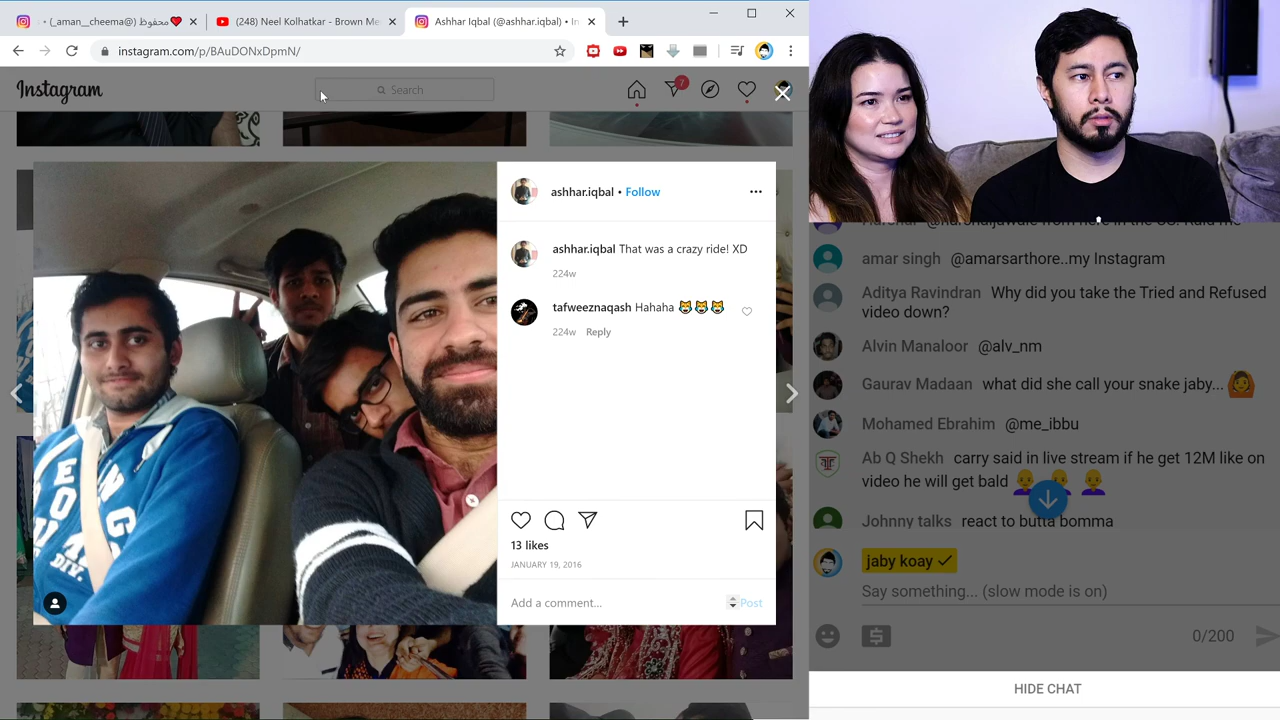 محفوظ❤️ (@_aman__cheema) •
(248) Neel Kolhatkar - Brown Me
Ashhar Iqbal (@ashhar.iqbal) • In
instagram.com/p/BAuDONxDpmN/
Instagram
Search
7
ashhar.iqbal • Follow
ashhar.iqbal That was a crazy ride! XD
224w
tafweeznaqash Hahaha 😹😹😹
224w Reply
13 likes
JANUARY 19, 2016
Add a comment...
Post
DIV.
amar singh @amarsarthore..my Instagram
Aditya Ravindran Why did you take the Tried and Refused
video down?
Alvin Manaloor @alv_nm
Gaurav Madaan what did she call your snake jaby... 🙆
Mohamed Ebrahim @me_ibbu
Ab Q Shekh carry said in live stream if he get 12M like on
video he will get bald 👩‍🦲👩‍🦲👩‍🦲
Johnny talks react to butta bomma
jaby koay ✓
Say something... (slow mode is on)
0/200
HIDE CHAT